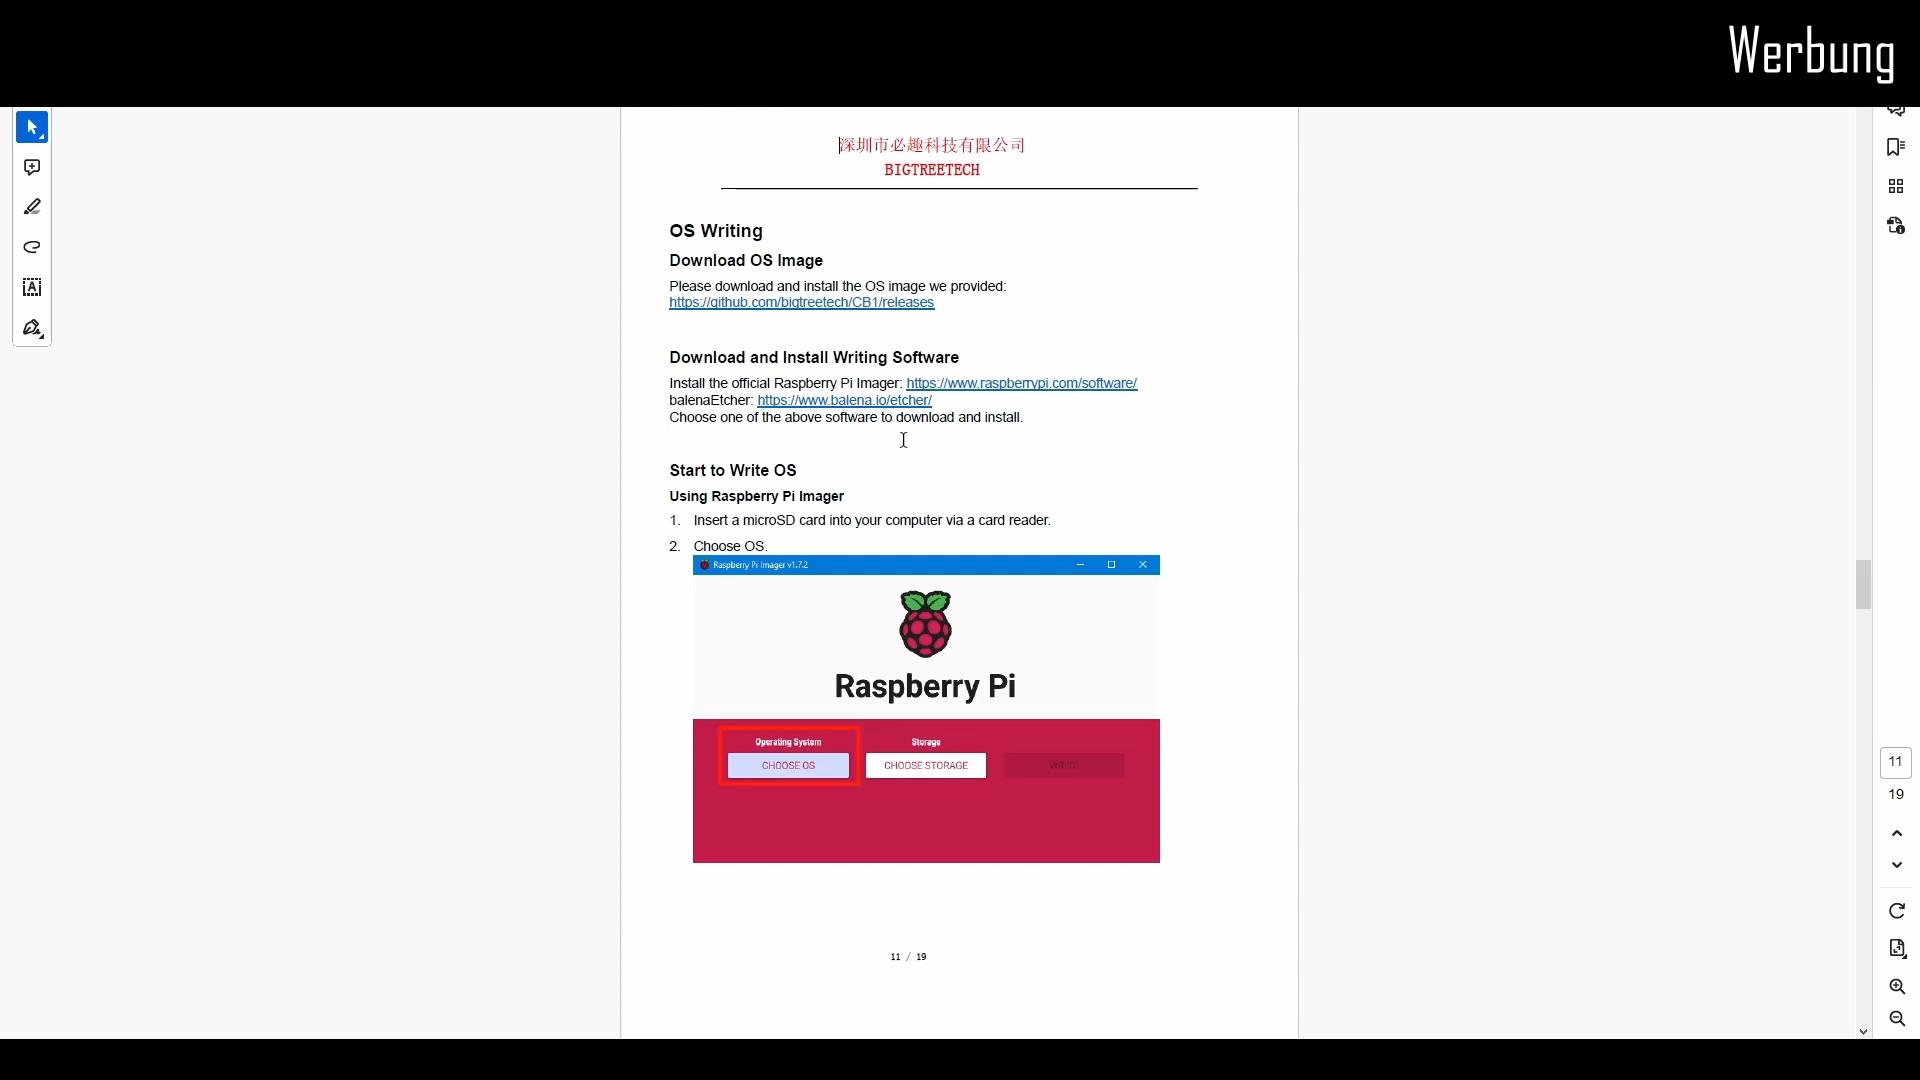 Werbung
深圳市必趣科技有限公司
BIGTREETECH
OS Writing
Download OS Image
Please download and install the OS image we provided:
https://github.com/bigtreetech/CB1/releases
Download and Install Writing Software
Install the official Raspberry Pi Imager: https://www.raspberrypi.com/software/
balenaEtcher: https://www.balena.io/etcher/
Choose one of the above software to download and install.
Start to Write OS
Using Raspberry Pi Imager
1. Insert a microSD card into your computer via a card reader.
2. Choose OS.
Raspberry Pi Imager v1.7.2
Raspberry Pi
Operating System Storage
CHOOSE OS CHOOSE STORAGE WRITE
11 / 19
11
19